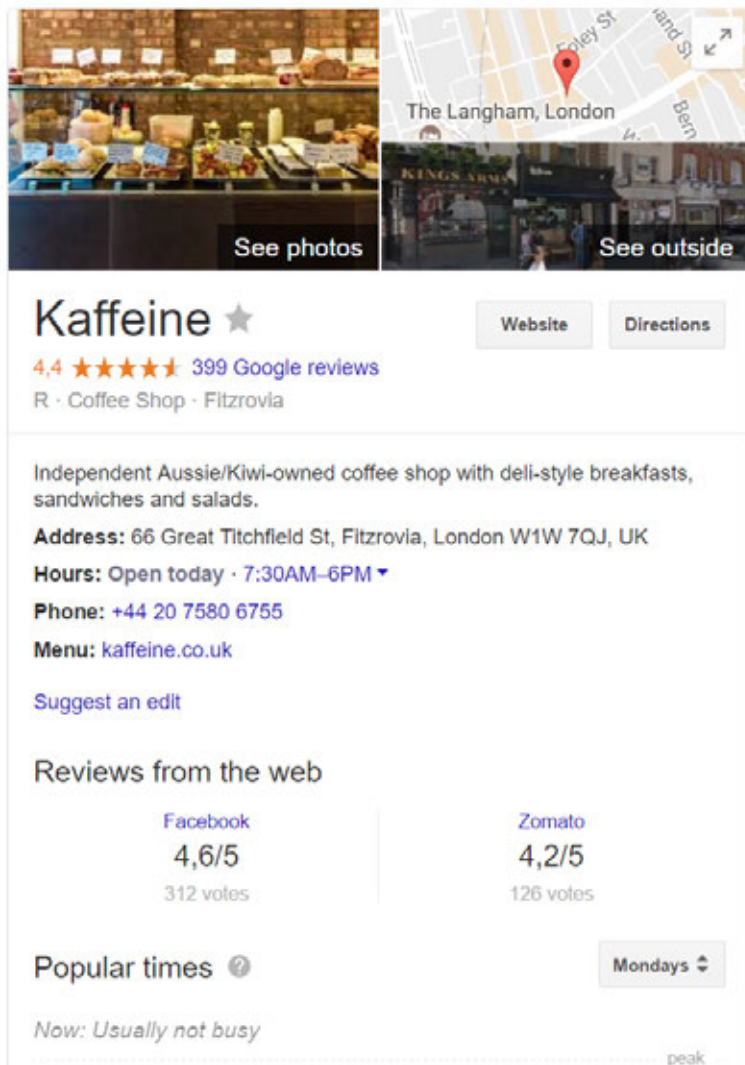 Foley St
land St
The Langham, London
Bern
W
KINGS ARMS
See photos
See outside
Kaffeine
Website
Directions
4,4
399 Google reviews
R · Coffee Shop · Fitzrovia
Independent Aussie/Kiwi-owned coffee shop with deli-style breakfasts,
sandwiches and salads.
Address: 66 Great Titchfield St, Fitzrovia, London W1W 7QJ, UK
Hours: Open today · 7:30AM–6PM
Phone: +44 20 7580 6755
Menu: kaffeine.co.uk
Suggest an edit
Reviews from the web
Facebook
Zomato
4,6/5
4,2/5
312 votes
126 votes
Popular times ?
Mondays
Now: Usually not busy
peak